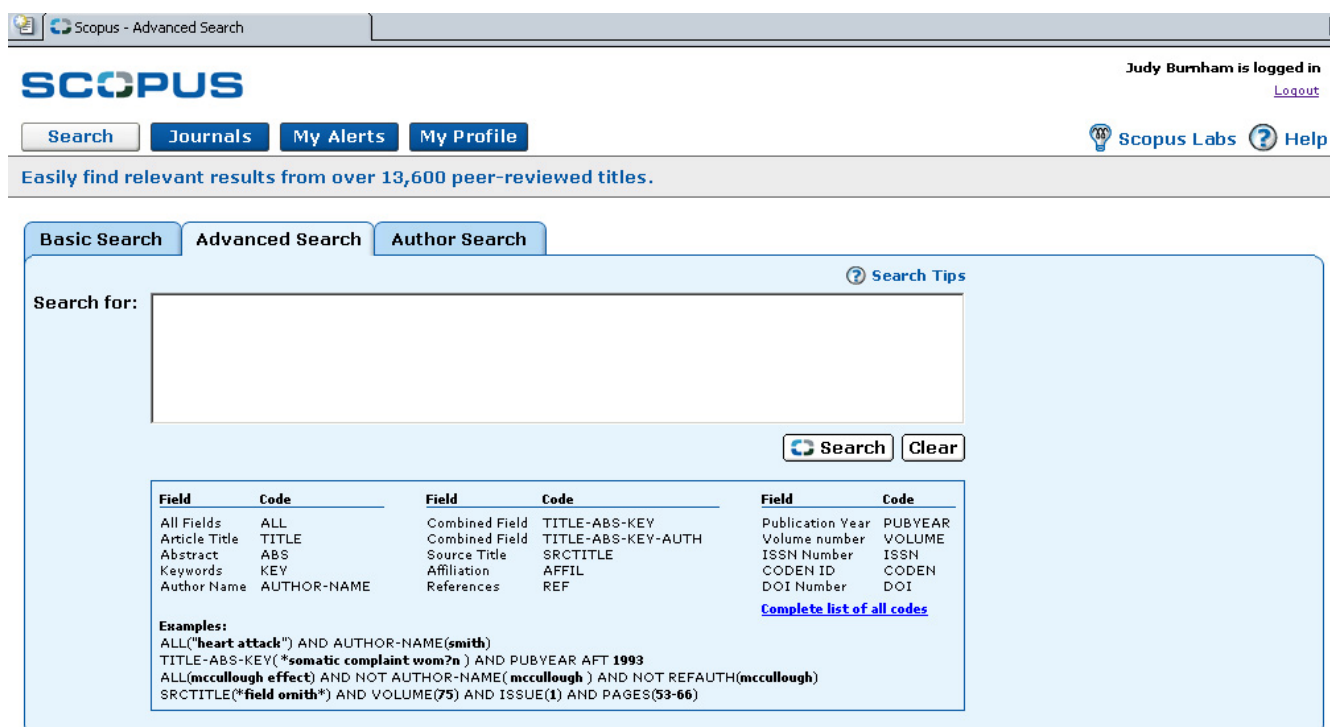 Scopus - Advanced Search
SCOPUS
Judy Burnham is logged in
Logout
Search Journals My Alerts My Profile
Scopus Labs ? Help
Easily find relevant results from over 13,600 peer-reviewed titles.
Basic Search Advanced Search Author Search
? Search Tips
Search for:
Search Clear
Field Code Field Code Field Code
All Fields ALL Combined Field TITLE-ABS-KEY Publication Year PUBYEAR
Article Title TITLE Combined Field TITLE-ABS-KEY-AUTH Volume number VOLUME
Abstract ABS Source Title SRCTITLE ISSN Number ISSN
Keywords KEY Affiliation AFFIL CODEN ID CODEN
Author Name AUTHOR-NAME References REF DOI Number DOI
Complete list of all codes
Examples:
ALL("heart attack") AND AUTHOR-NAME(smith)
TITLE-ABS-KEY( *somatic complaint wom?n ) AND PUBYEAR AFT 1993
ALL(mccullough effect) AND NOT AUTHOR-NAME( mccullough ) AND NOT REFAUTH(mccullough)
SRCTITLE(*field ornith*) AND VOLUME(75) AND ISSUE(1) AND PAGES(53-66)